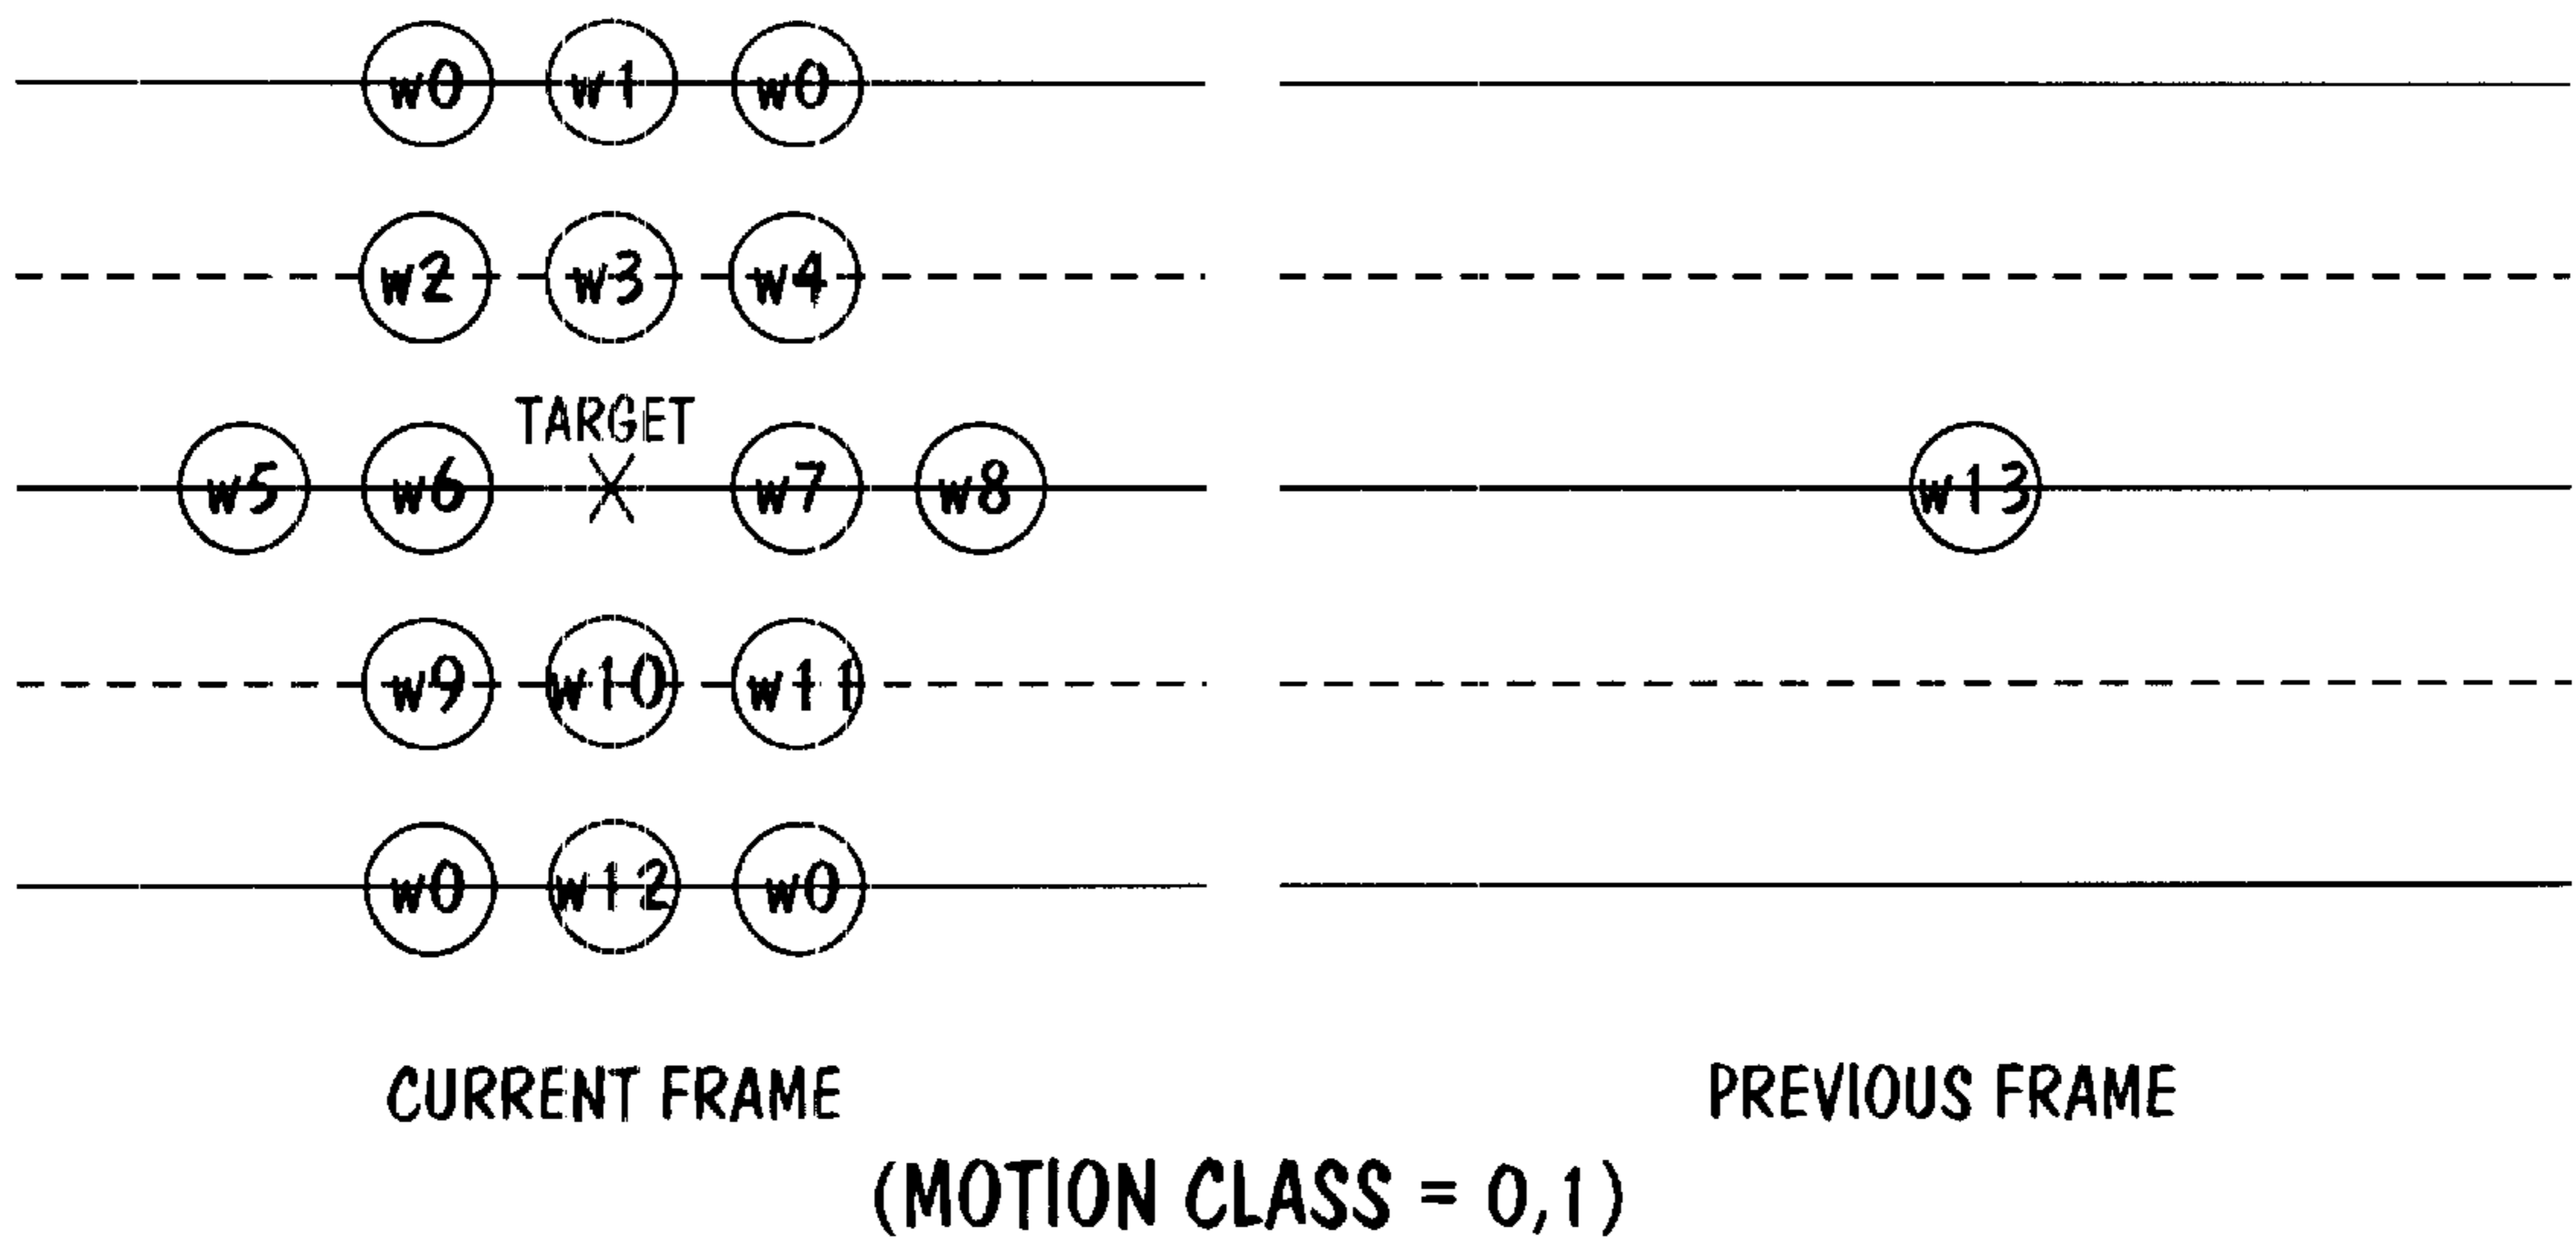 w0 w1 w0
w2 w3 w4
TARGET
w5 w6 w7 w8 w13
w9 w10 w11
w0 w12 w0
CURRENT FRAME PREVIOUS FRAME
(MOTION CLASS = 0,1)